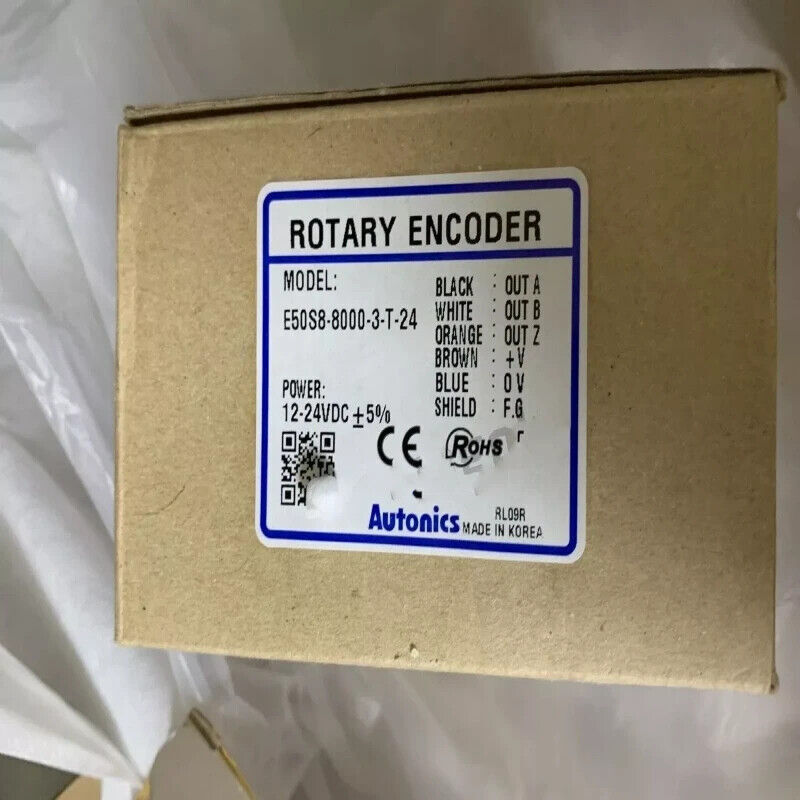 ROTARY ENCODER
MODEL:
E50S8-8000-3-T-24
POWER:
12-24VDC ±5%
BLACK : OUT A
WHITE : OUT B
ORANGE : OUT Z
BROWN : +V
BLUE : 0 V
SHIELD : F.G
CE
RoHS
Autonics
RL09R
MADE IN KOREA